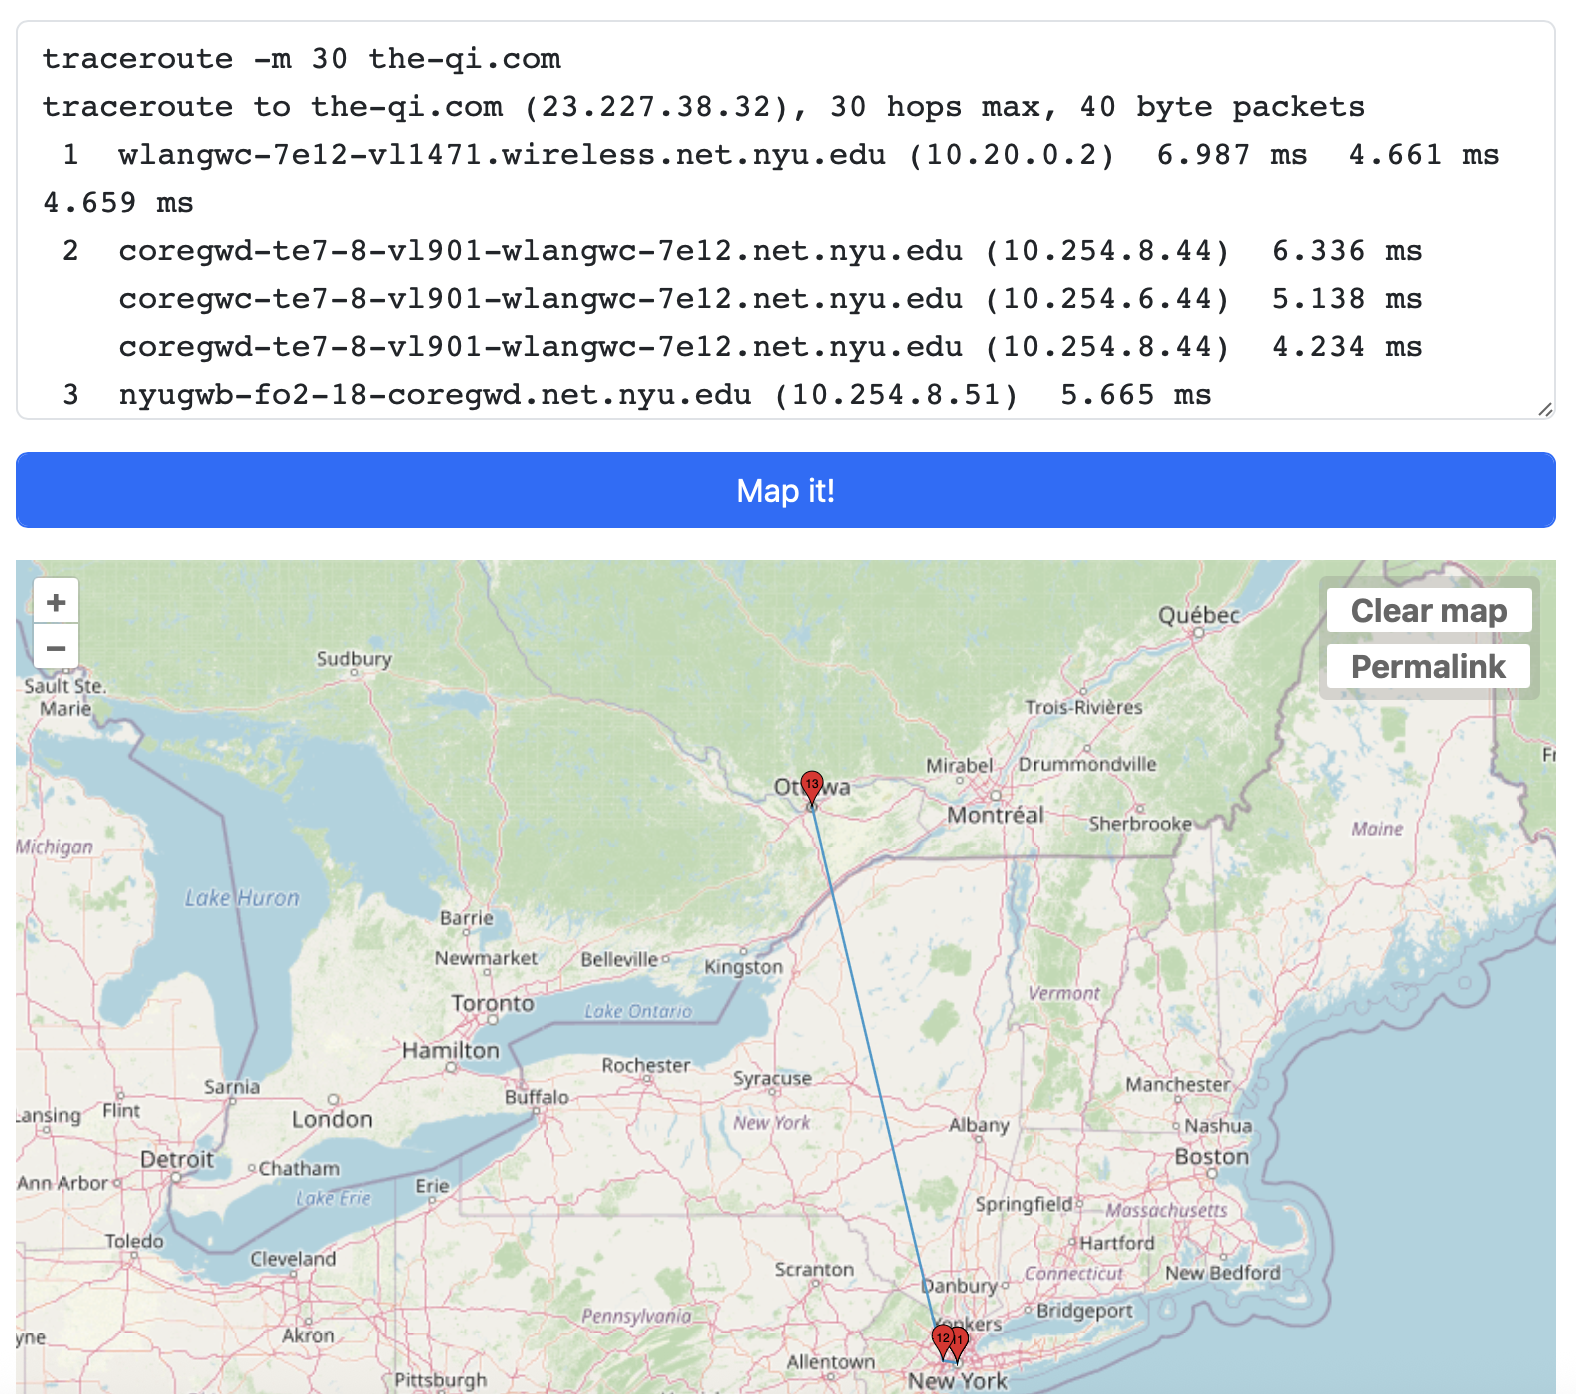 traceroute -m 30 the-qi.com
traceroute to the-qi.com (23.227.38.32), 30 hops max, 40 byte packets
1 wlangwc-7e12-vl1471.wireless.net.nyu.edu (10.20.0.2) 6.987 ms 4.661 ms
4.659 ms
2 coregwd-te7-8-vl901-wlangwc-7e12.net.nyu.edu (10.254.8.44) 6.336 ms
coregwc-te7-8-vl901-wlangwc-7e12.net.nyu.edu (10.254.6.44) 5.138 ms
coregwd-te7-8-vl901-wlangwc-7e12.net.nyu.edu (10.254.8.44) 4.234 ms
3 nyugwb-fo2-18-coregwd.net.nyu.edu (10.254.8.51) 5.665 ms
Map it!
+
−
Clear map
Permalink
Québec
Sudbury
Sault Ste.
Marie
Trois-Rivières
Mirabel
Drummondville
13
Montréal
Sherbrooke
Maine
Michigan
Lake Huron
Barrie
Newmarket
Belleville
Kingston
Toronto
Lake Ontario
Vermont
Hamilton
Rochester
Syracuse
Sarnia
Buffalo
Manchester
Flint
London
New York
Albany
Nashua
Detroit
Chatham
Boston
Ann Arbor
Lake Erie
Erie
Springfield
Massachusetts
Toledo
Hartford
Cleveland
Scranton
Danbury
Connecticut
New Bedford
Bridgeport
Pennsylvania
Akron
12
Allentown
Pittsburgh
New York